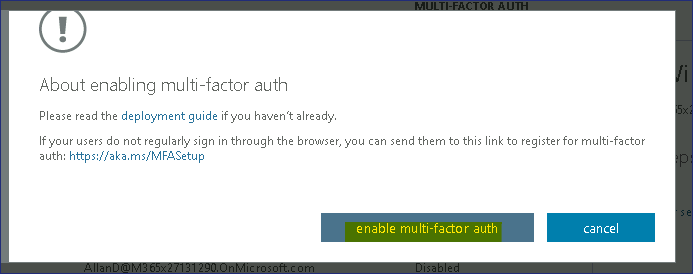 MULTI-FACTOR AUTH
!
About enabling multi-factor auth
Please read the deployment guide if you haven't already.
If your users do not regularly sign in through the browser, you can send them to this link to register for multi-factor
auth: https://aka.ms/MFASetup
enable multi-factor auth
cancel
AllanD@M365x27131290.OnMicrosoft.com
Disabled